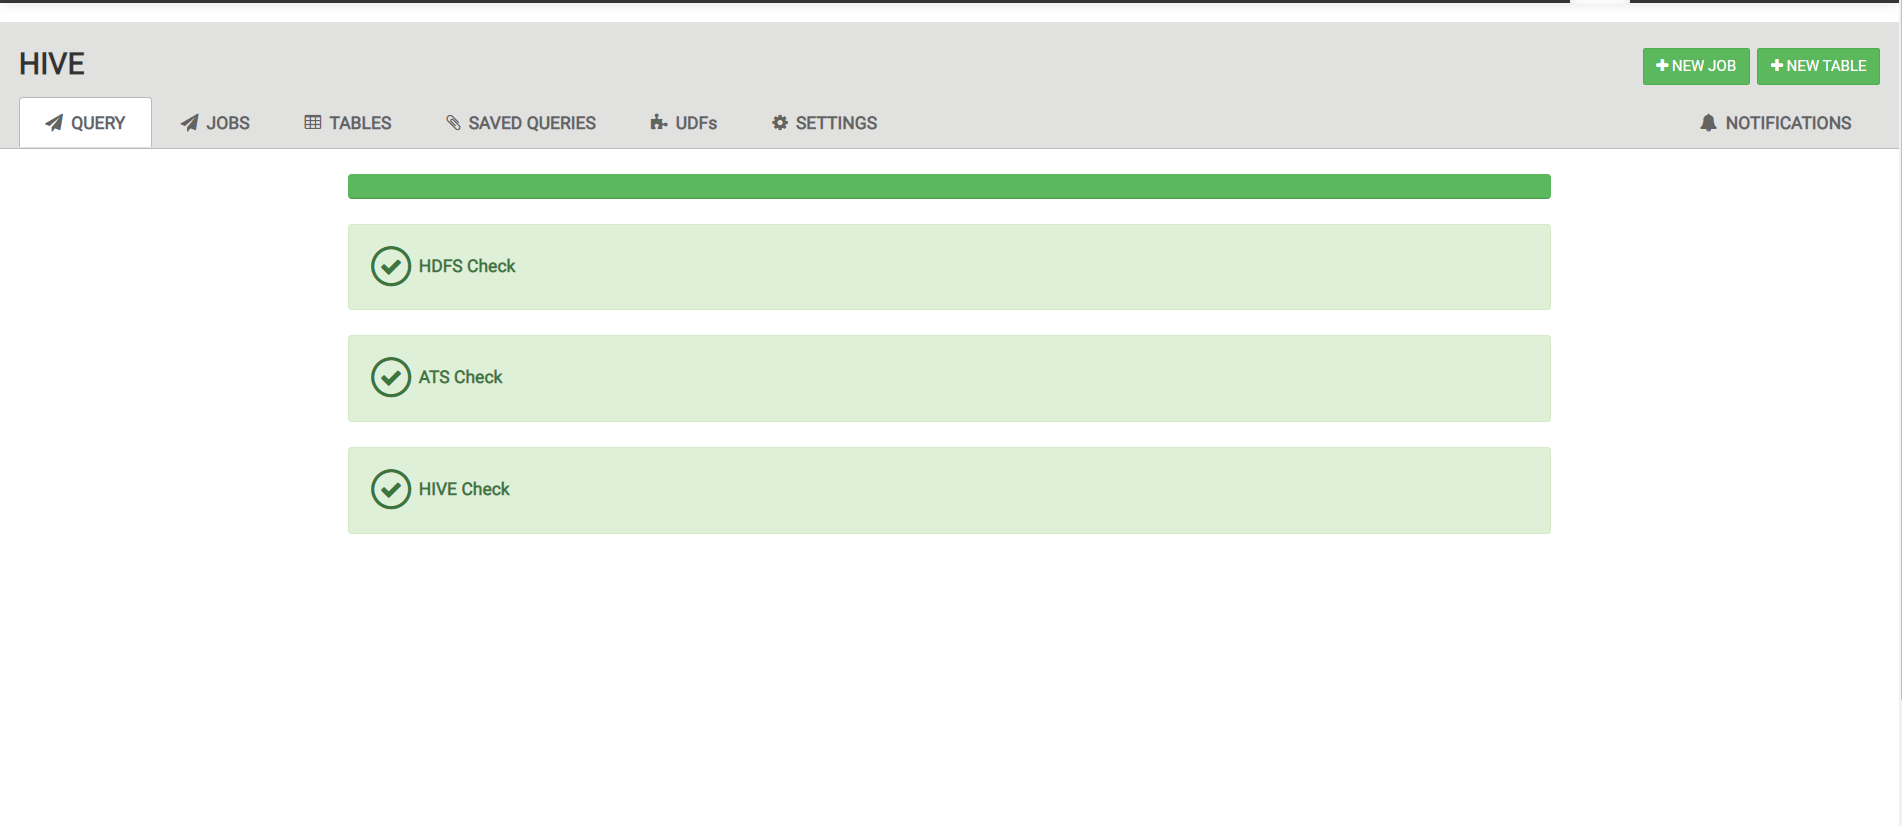 HIVE
NEW JOB NEW TABLE
QUERY JOBS TABLES SAVED QUERIES UDFs SETTINGS NOTIFICATIONS
HDFS Check
ATS Check
HIVE Check